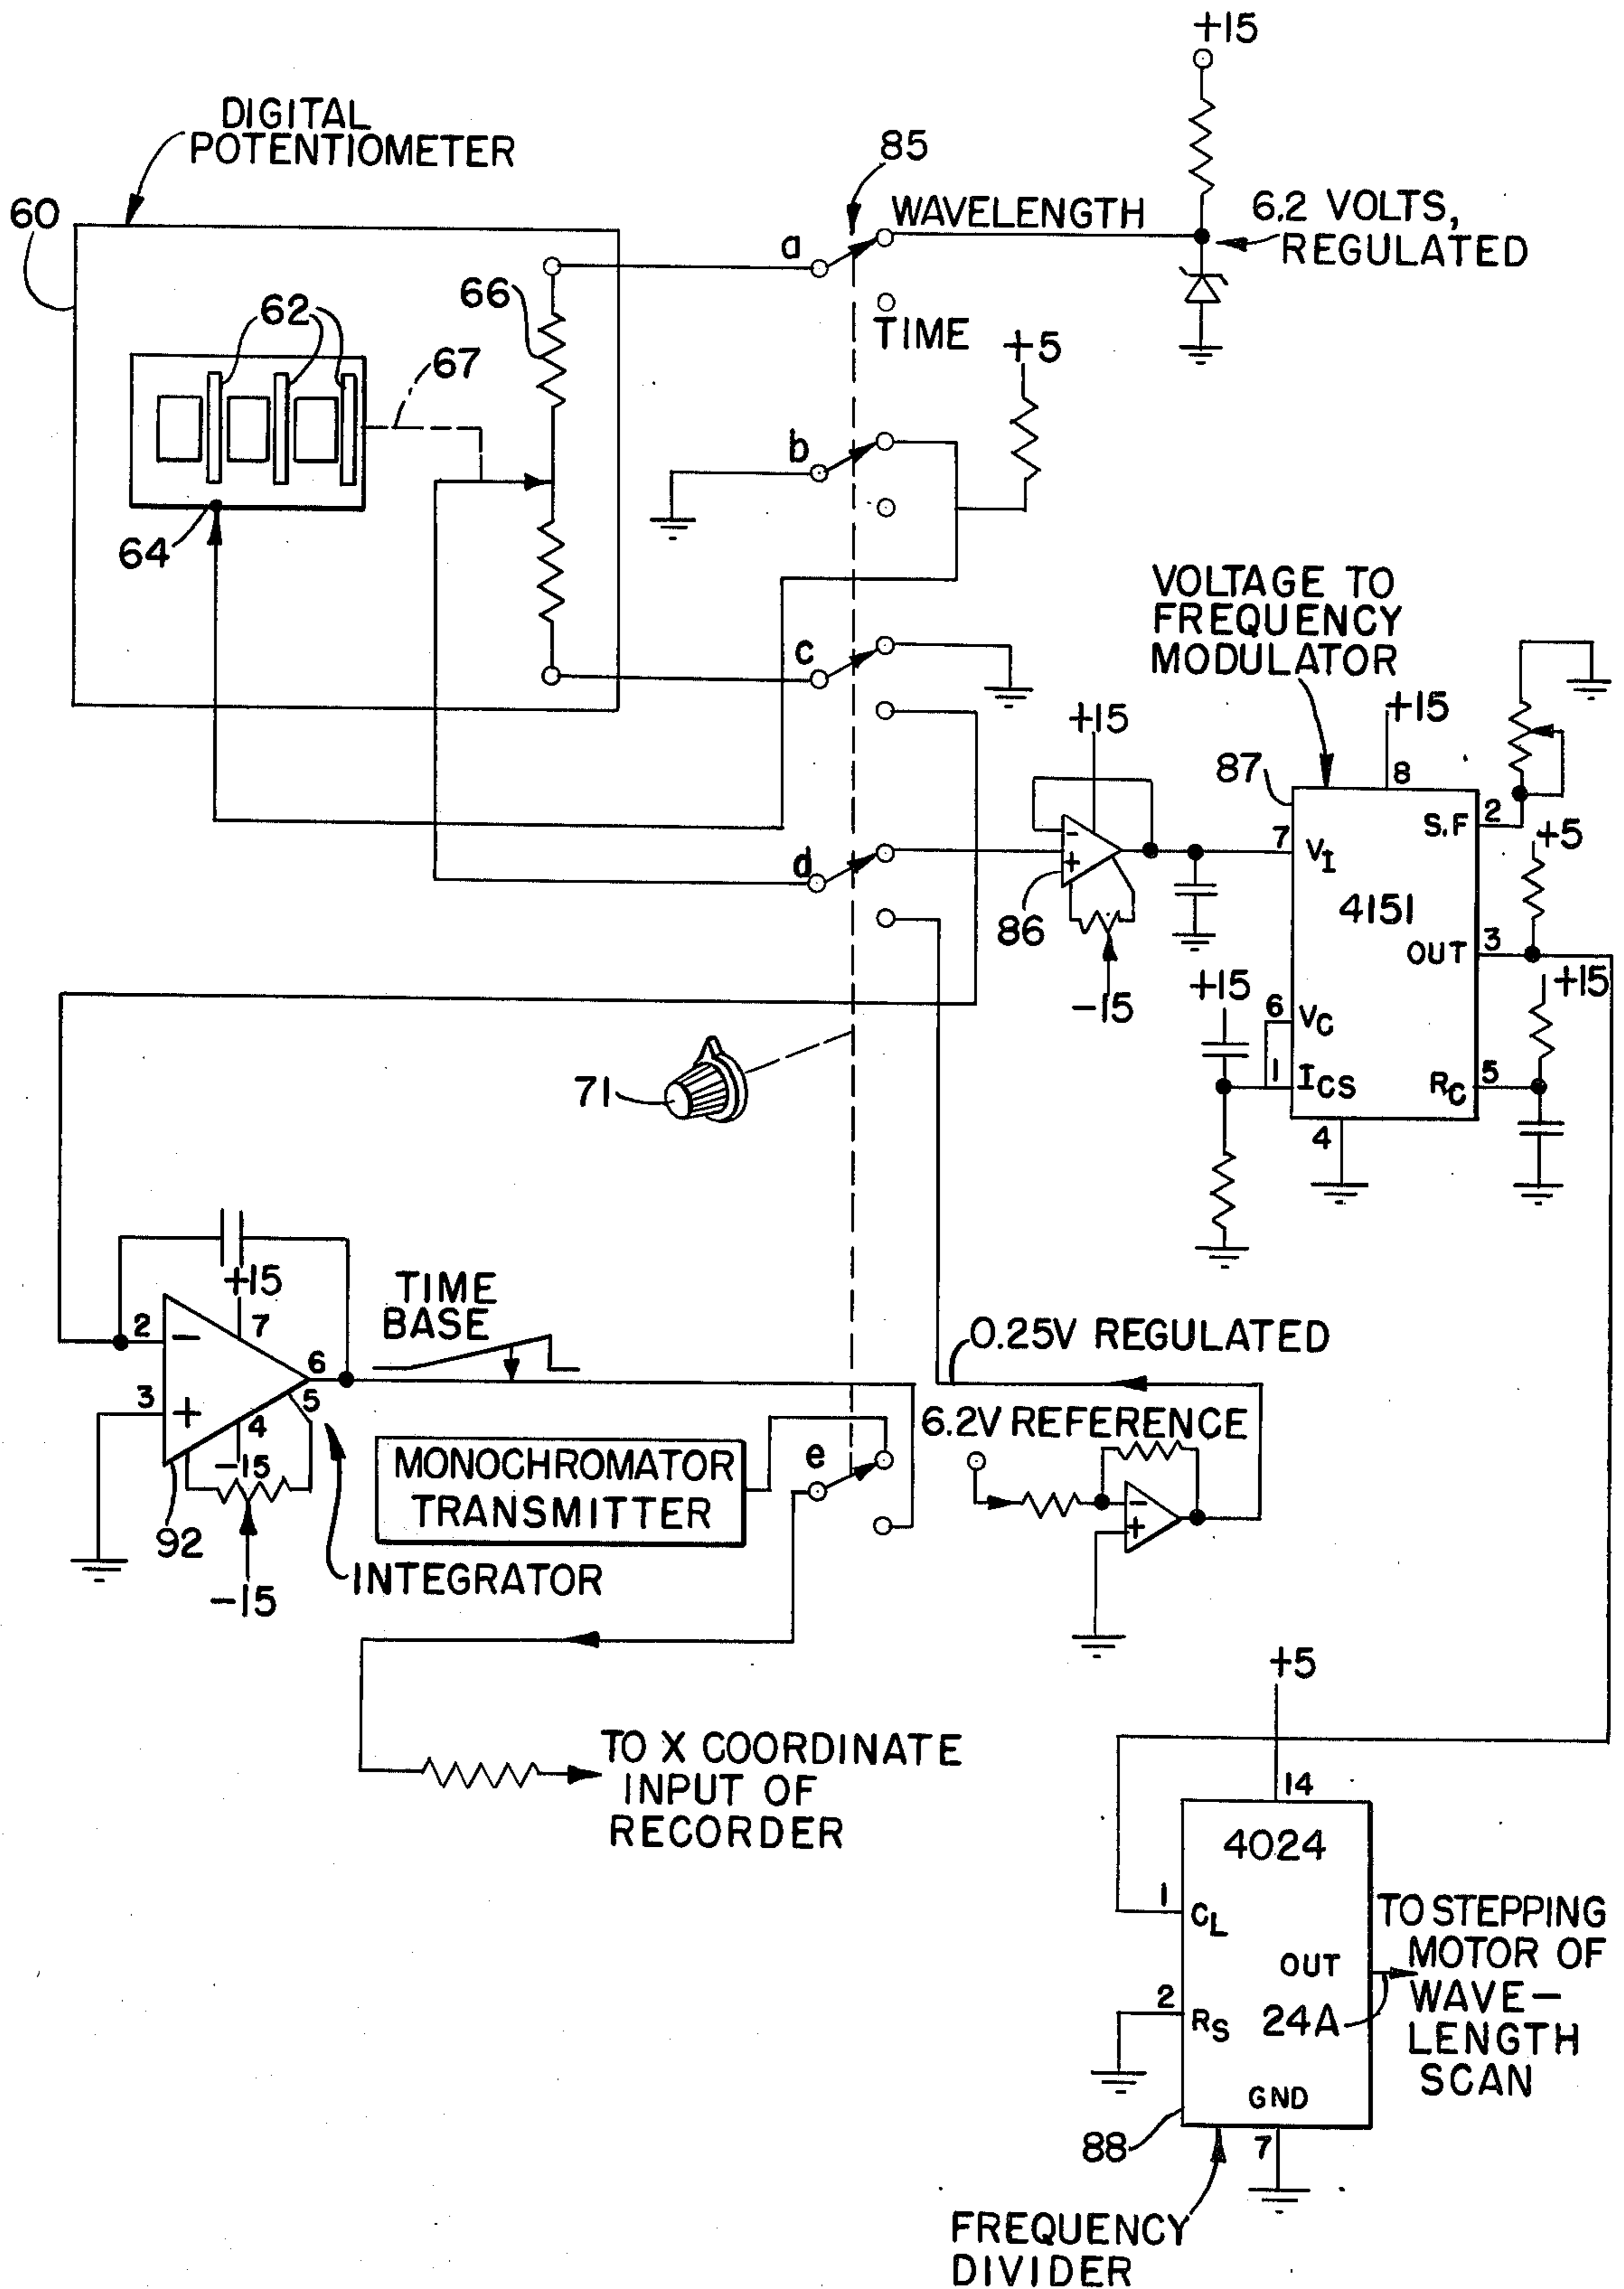 +15
DIGITAL
POTENTIOMETER
85
60
WAVELENGTH
6.2 VOLTS,
REGULATED
a
66
62
TIME
+5
67
b
64
VOLTAGE TO
FREQUENCY
MODULATOR
c
+15
+15
87
8
7
S.F
2
+5
VI
d
4151
86
OUT
3
-15
+15
+15
6
VC
1
ICS
RC
5
71
4
+15
TIME
BASE
2
-
7
0.25V REGULATED
6
3
+
5
4
6.2V REFERENCE
-15
MONOCHROMATOR
TRANSMITTER
e
-
+
92
INTEGRATOR
-15
+5
TO X COORDINATE
INPUT OF
RECORDER
14
4024
1
CL
TO STEPPING
MOTOR OF
WAVE-
LENGTH
SCAN
OUT
2
RS
24A
GND
88
7
FREQUENCY
DIVIDER